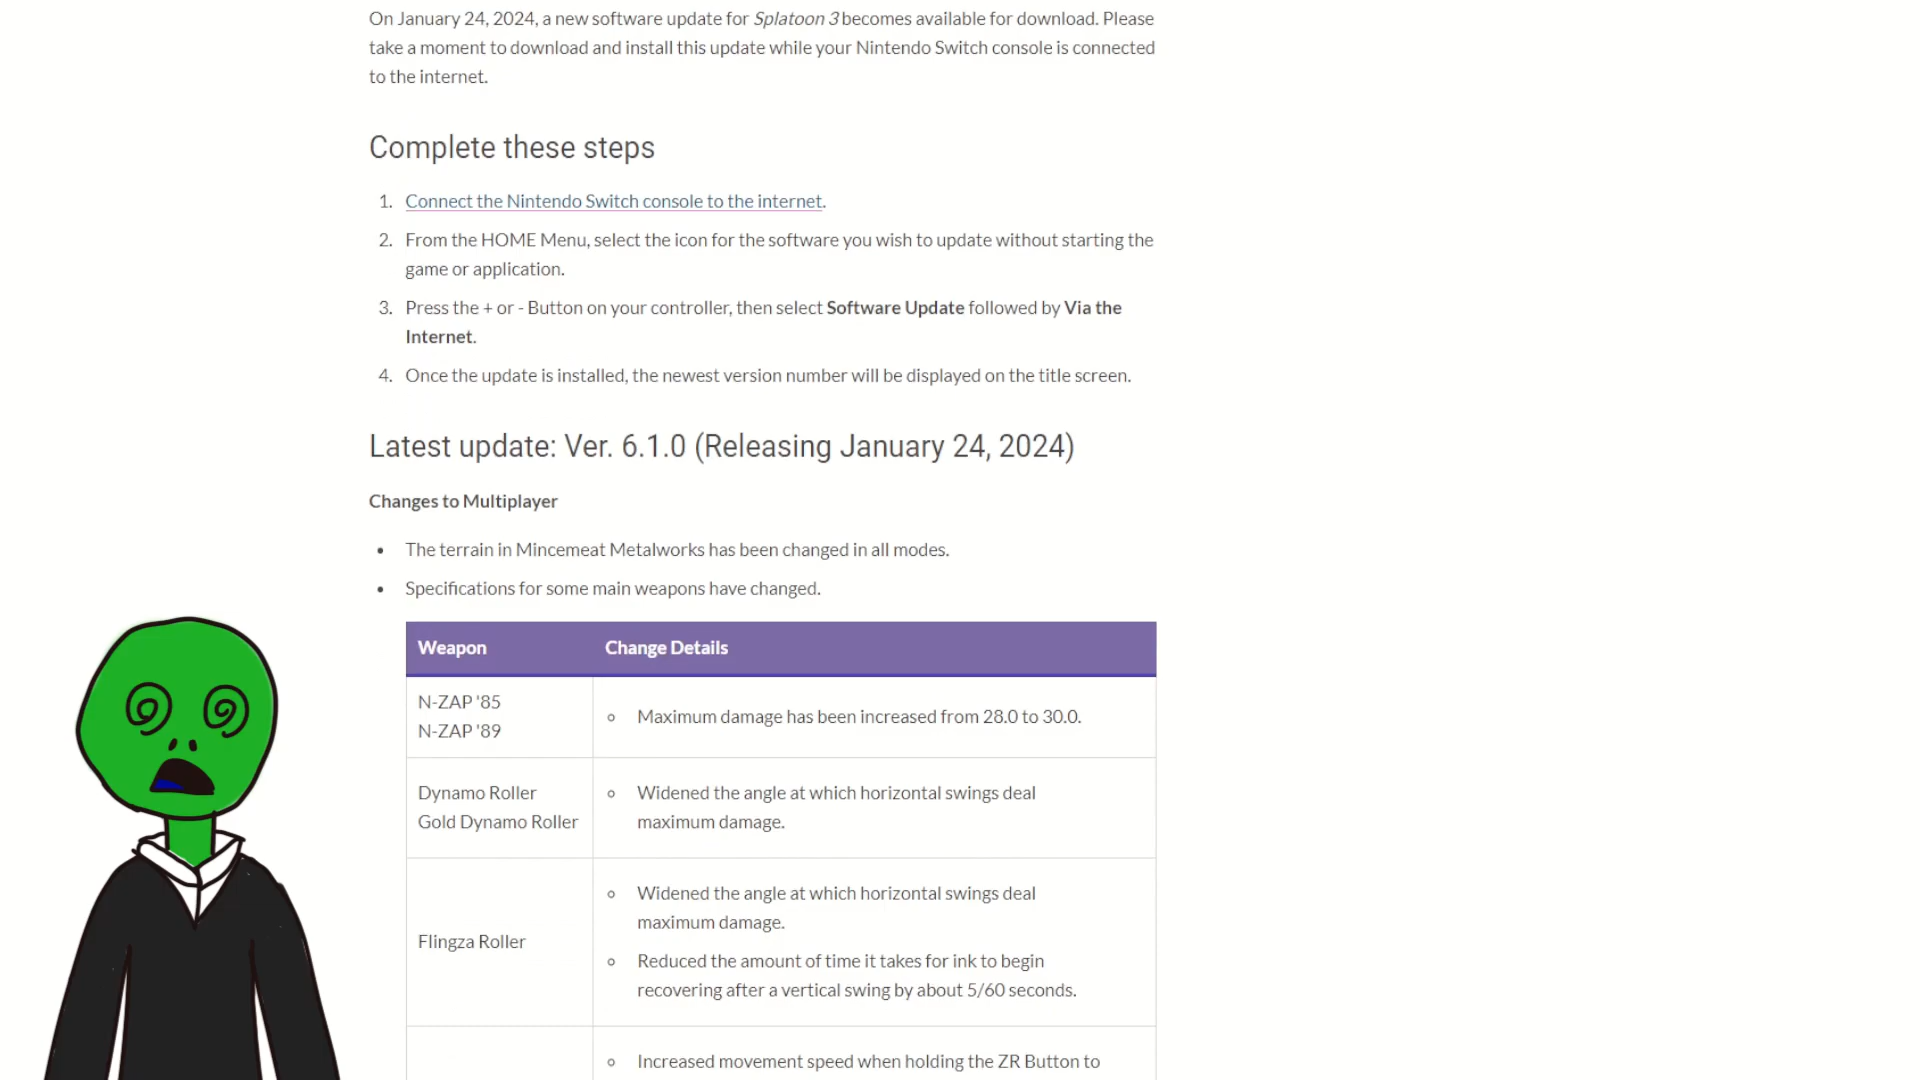 On January 24, 2024, a new software update for Splatoon 3 becomes available for download. Please
take a moment to download and install this update while your Nintendo Switch console is connected
to the internet.
Complete these steps
1. Connect the Nintendo Switch console to the internet.
2. From the HOME Menu, select the icon for the software you wish to update without starting the
game or application.
3. Press the + or - Button on your controller, then select Software Update followed by Via the
Internet.
4. Once the update is installed, the newest version number will be displayed on the title screen.
Latest update: Ver. 6.1.0 (Releasing January 24, 2024)
Changes to Multiplayer
• The terrain in Mincemeat Metalworks has been changed in all modes.
• Specifications for some main weapons have changed.
Weapon Change Details
N-ZAP '85
N-ZAP '89
Maximum damage has been increased from 28.0 to 30.0.
Dynamo Roller
Gold Dynamo Roller
Widened the angle at which horizontal swings deal
maximum damage.
Flingza Roller
Widened the angle at which horizontal swings deal
maximum damage.
Reduced the amount of time it takes for ink to begin
recovering after a vertical swing by about 5/60 seconds.
Increased movement speed when holding the ZR Button to